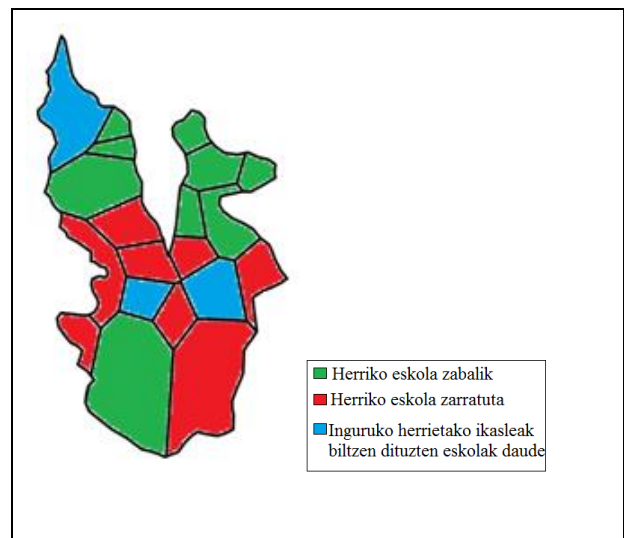 Herriko eskola zabalik
Herriko eskola zarratuta
Inguruko herrietako ikasleak
biltzen dituzten eskolak daude